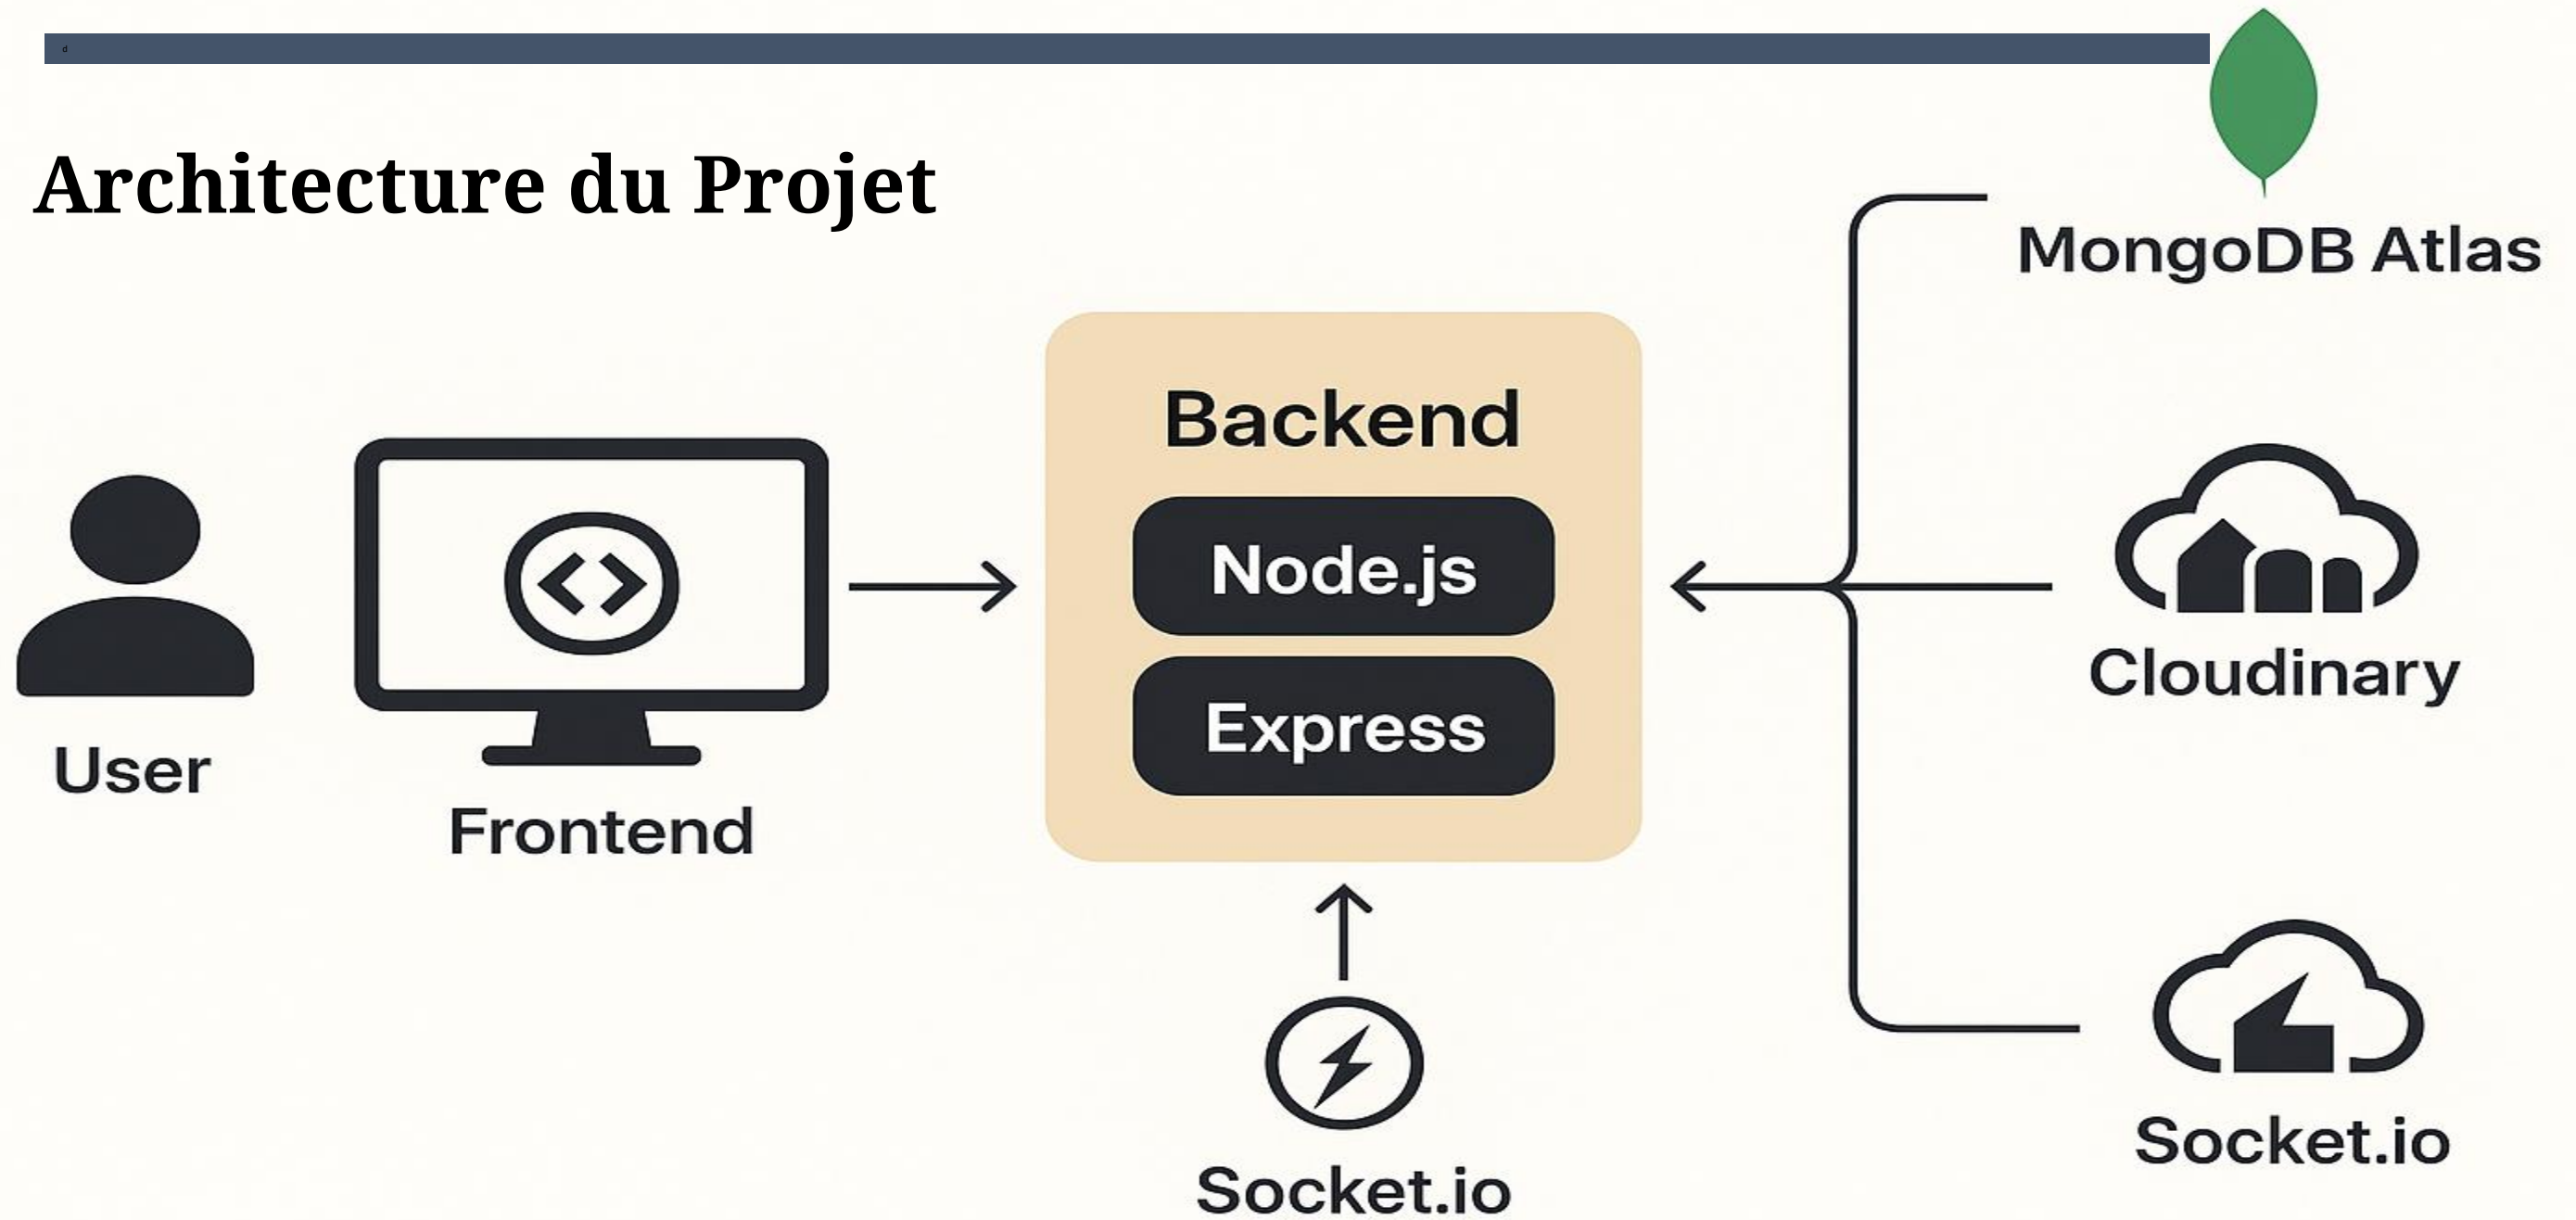 d
Architecture du Projet
MongoDB Atlas
Backend
Node.js
Express
User
Frontend
Cloudinary
Socket.io
Socket.io